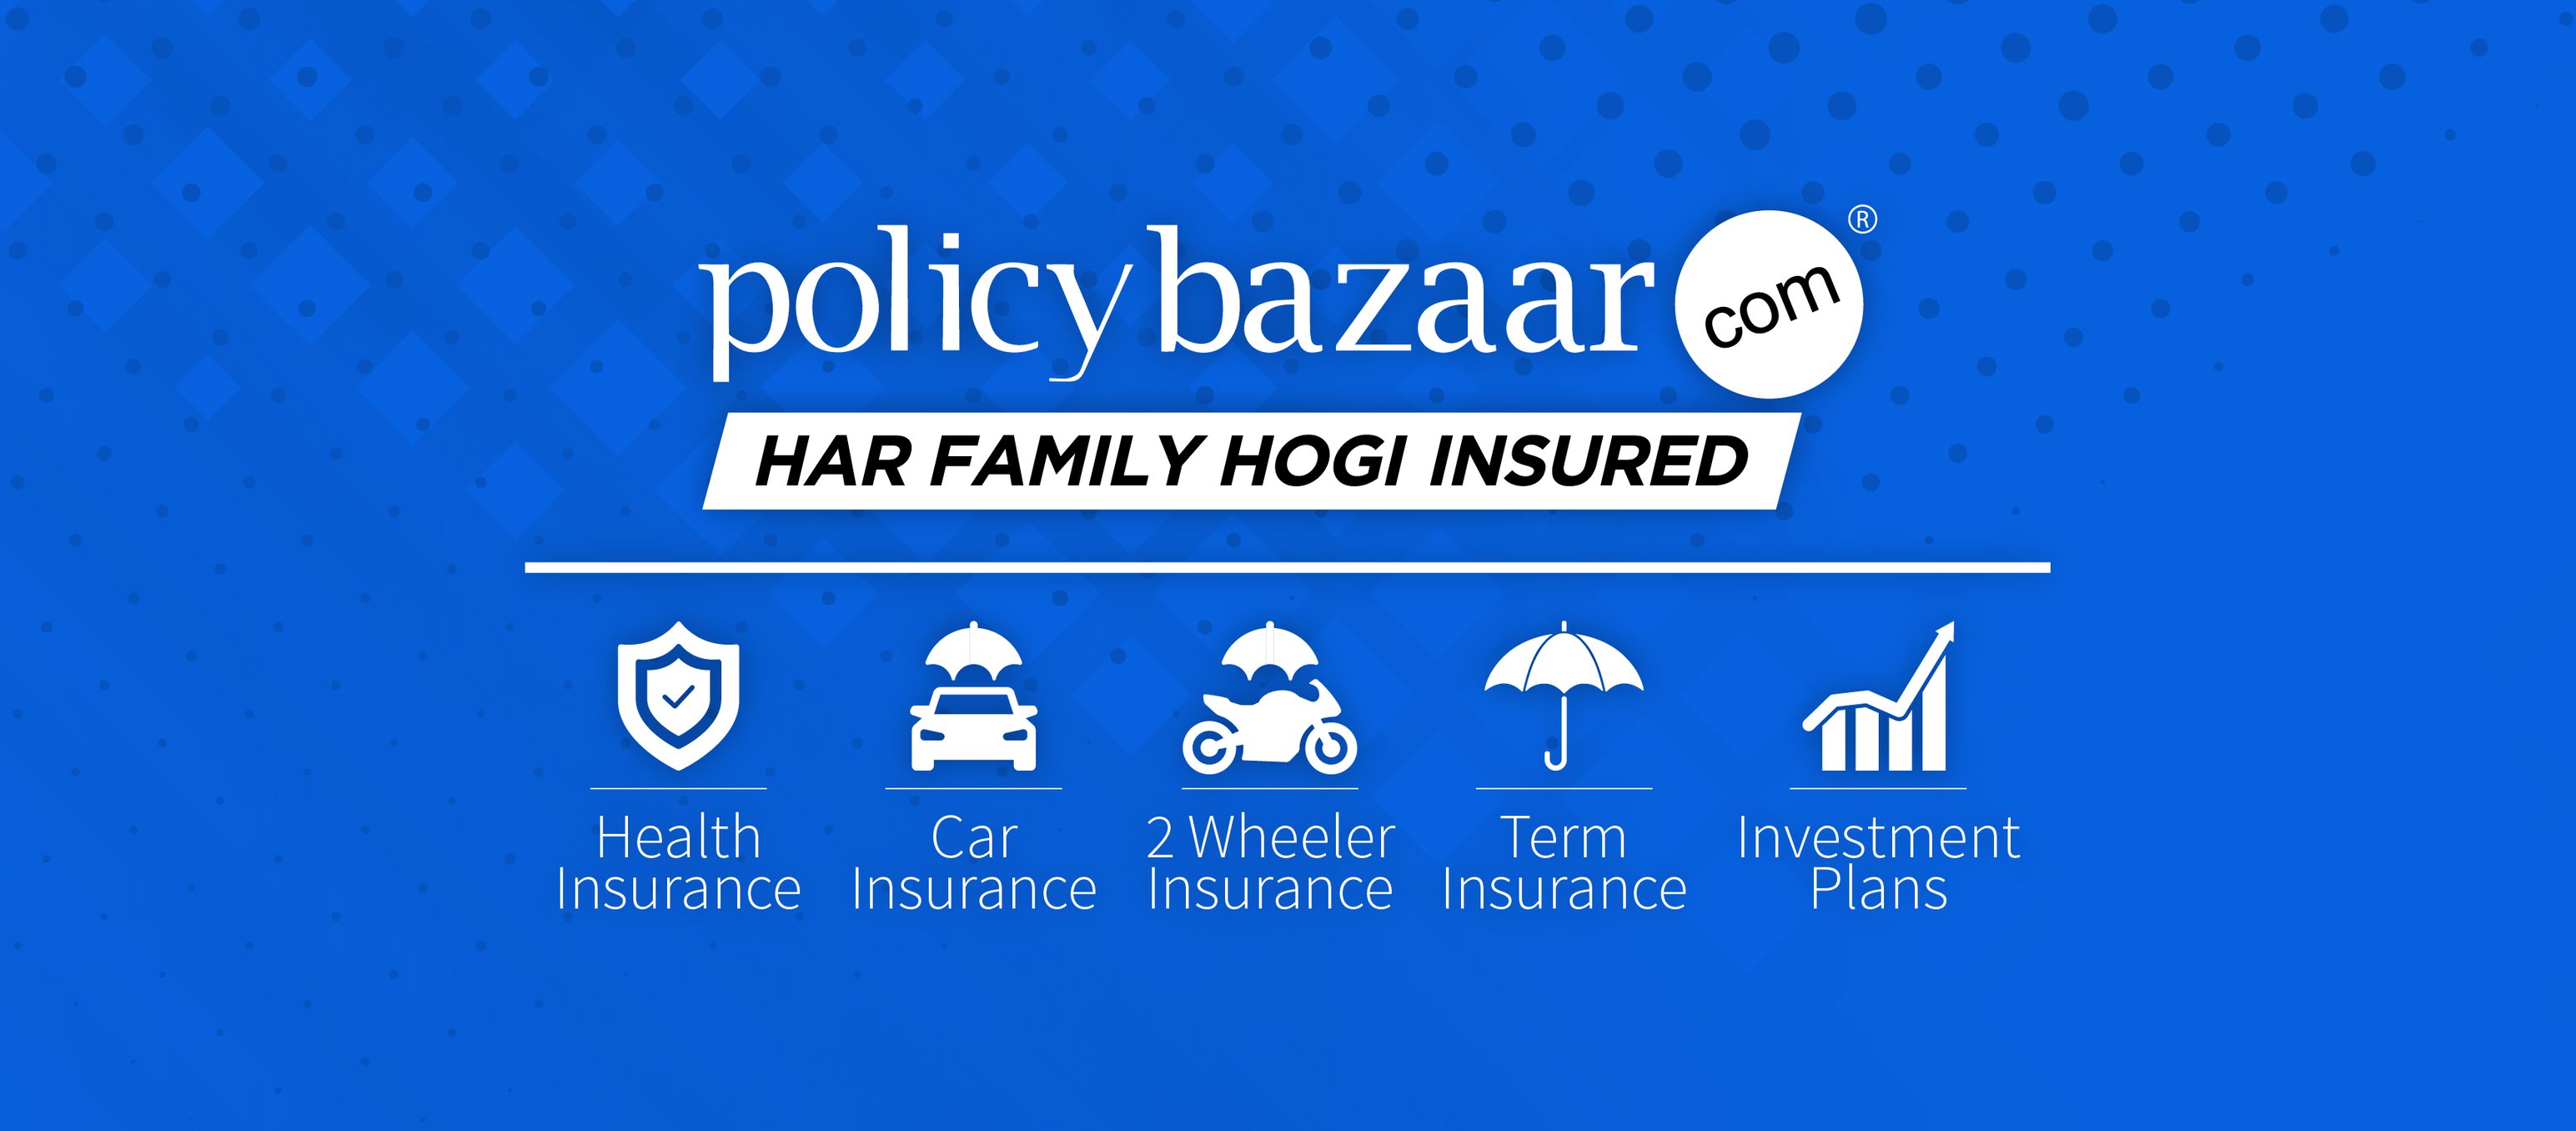 policybazaar com ®
HAR FAMILY HOGI INSURED
Health
Insurance
Car
Insurance
2 Wheeler
Insurance
Term
Insurance
Investment
Plans